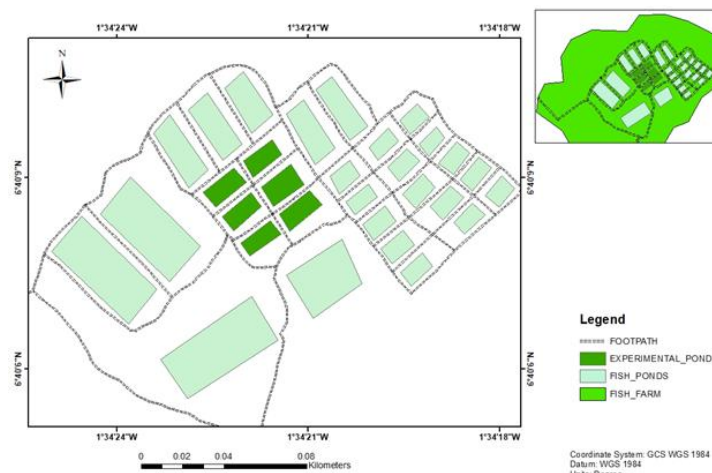 1°34'24"W 1°34'21"W 1°34'18"W
N
6°40'9"N 6°40'9"N
6°40'5"N 6°40'5"N
1°34'24"W 1°34'21"W 1°34'18"W
0 0.02 0.04 0.08
Kilometers
Legend
FOOTPATH
EXPERIMENTAL_POND
FISH_PONDS
FISH_FARM
Coordinate System: GCS WGS 1984
Datum: WGS 1984